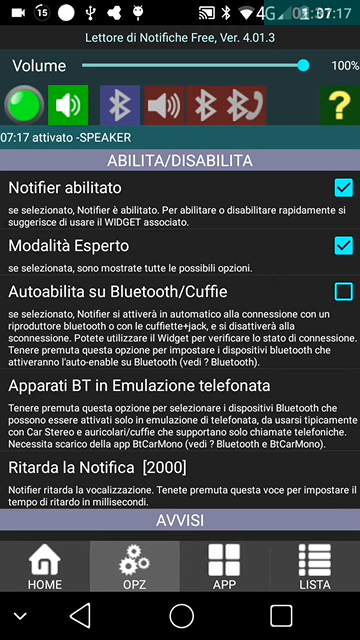 15
4G
07:17
Lettore di Notifiche Free, Ver. 4.01.3
Volume 100%
?
07:17 attivato -SPEAKER
ABILITA/DISABILITA
Notifier abilitato
se selezionato, Notifier è abilitato. Per abilitare o disabilitare rapidamente si
suggerisce di usare il WIDGET associato.
Modalità Esperto
se selezionata, sono mostrate tutte le possibili opzioni.
Autoabilita su Bluetooth/Cuffie
se selezionato, Notifier si attiverà in automatico alla connessione con un
riproduttore bluetooth o con le cuffiette+jack, e si disattiverà alla
sconnessione. Potete utilizzare il Widget per verificare lo stato di connessione.
Tenere premuta questa opzione per impostare i dispositivi bluetooth che
attiveranno l'auto-enable su Bluetooth (vedi ? Bluetooth).
Apparati BT in Emulazione telefonata
Tenere premuta questa opzione per selezionare i dispositivi Bluetooth che
possono essere attivati solo in emulazione di telefonata, da usarsi tipicamente
con Car Stereo e auricolari/cuffie che supportano solo chiamate telefoniche.
Necessita scarico della app BtCarMono (vedi ? Bluetooth e BtCarMono).
Ritarda la Notifica [2000]
Notifier ritarda la vocalizzazione. Tenete premuta questa voce per impostare il
tempo di ritardo in millisecondi.
AVVISI
HOME OPZ APP LISTA